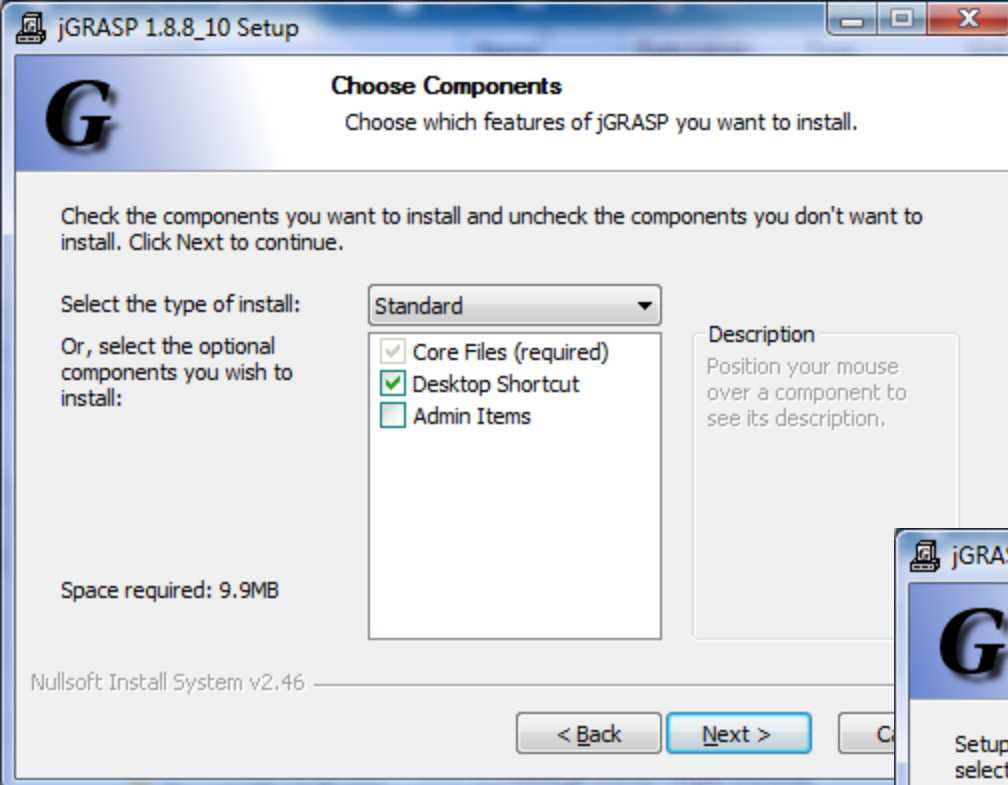 jGRASP 1.8.8_10 Setup
G
Choose Components
Choose which features of jGRASP you want to install.
Check the components you want to install and uncheck the components you don't want to
install. Click Next to continue.
Select the type of install:
Standard
Or, select the optional
components you wish to
install:
Core Files (required)
Desktop Shortcut
Admin Items
Description
Position your mouse
over a component to
see its description.
Space required: 9.9MB
Nullsoft Install System v2.46
< Back
Next >
G
Setup
select